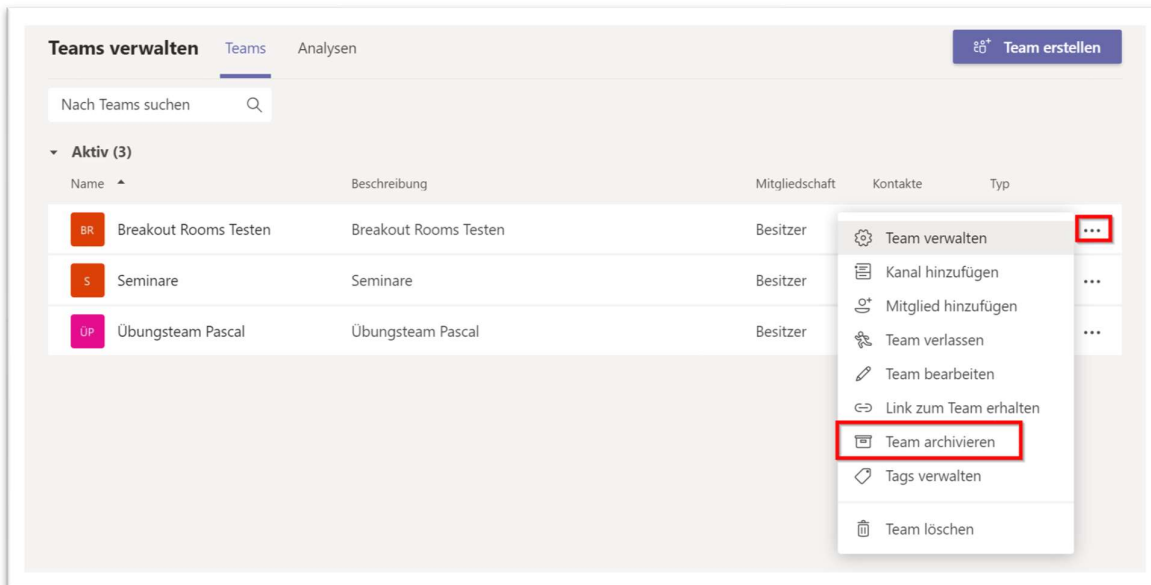 Teams verwalten Teams Analysen Team erstellen
Nach Teams suchen
Aktiv (3)
Name Beschreibung Mitgliedschaft Kontakte Typ
BR Breakout Rooms Testen Breakout Rooms Testen Besitzer ...
S Seminare Seminare Besitzer ...
ÜP Übungsteam Pascal Übungsteam Pascal Besitzer ...
Team verwalten
Kanal hinzufügen
Mitglied hinzufügen
Team verlassen
Team bearbeiten
Link zum Team erhalten
Team archivieren
Tags verwalten
Team löschen